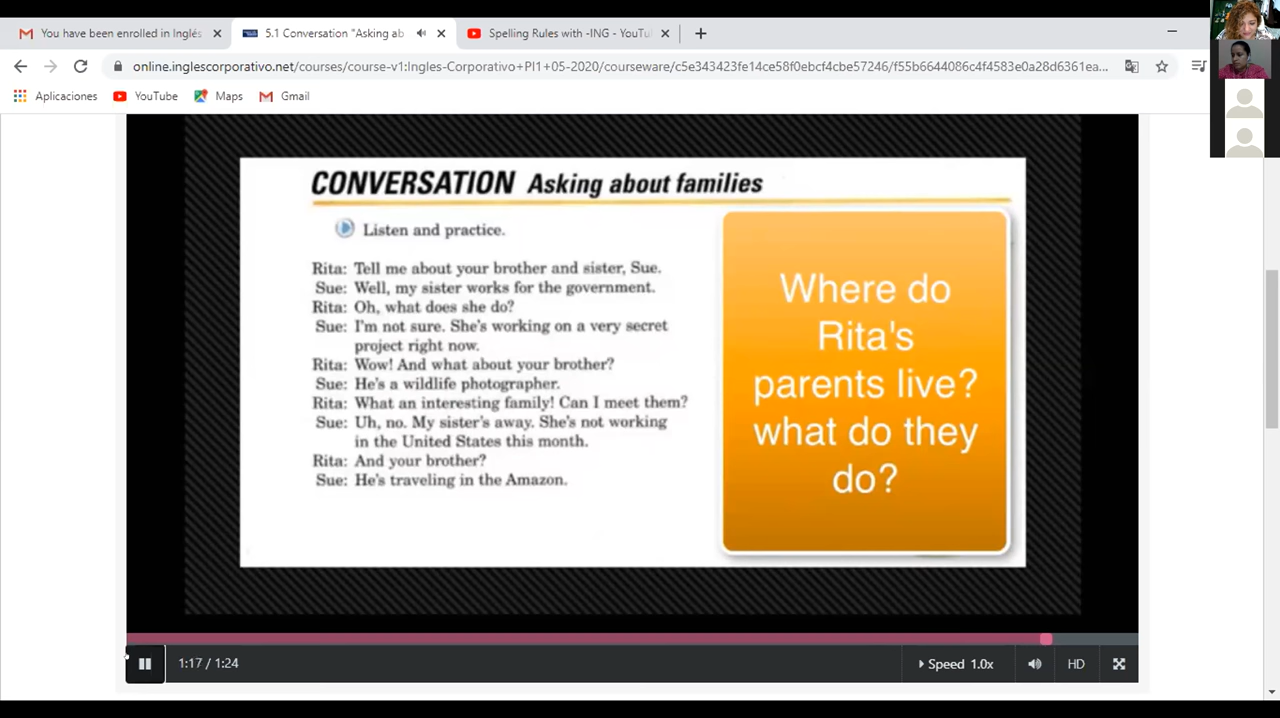 You have been enrolled in Inglés
5.1 Conversation "Asking ab
Spelling Rules with -ING - YouTu
online.inglescorporativo.net/courses/course-v1:Ingles-Corporativo+PI1+05-2020/courseware/c5e343423fe14ce58f0ebcf4cbe57246/f55b6644086c4f4583e0a28d6361ea...
Aplicaciones
YouTube
Maps
Gmail
CONVERSATION Asking about families
Listen and practice.
Rita: Tell me about your brother and sister, Sue.
Sue: Well, my sister works for the government.
Rita: Oh, what does she do?
Sue: I'm not sure. She's working on a very secret
project right now.
Rita: Wow! And what about your brother?
Sue: He's a wildlife photographer.
Rita: What an interesting family! Can I meet them?
Sue: Uh, no. My sister's away. She's not working
in the United States this month.
Rita: And your brother?
Sue: He's traveling in the Amazon.
Where do
Rita's
parents live?
what do they
do?
1:17 / 1:24
Speed 1.0x
HD